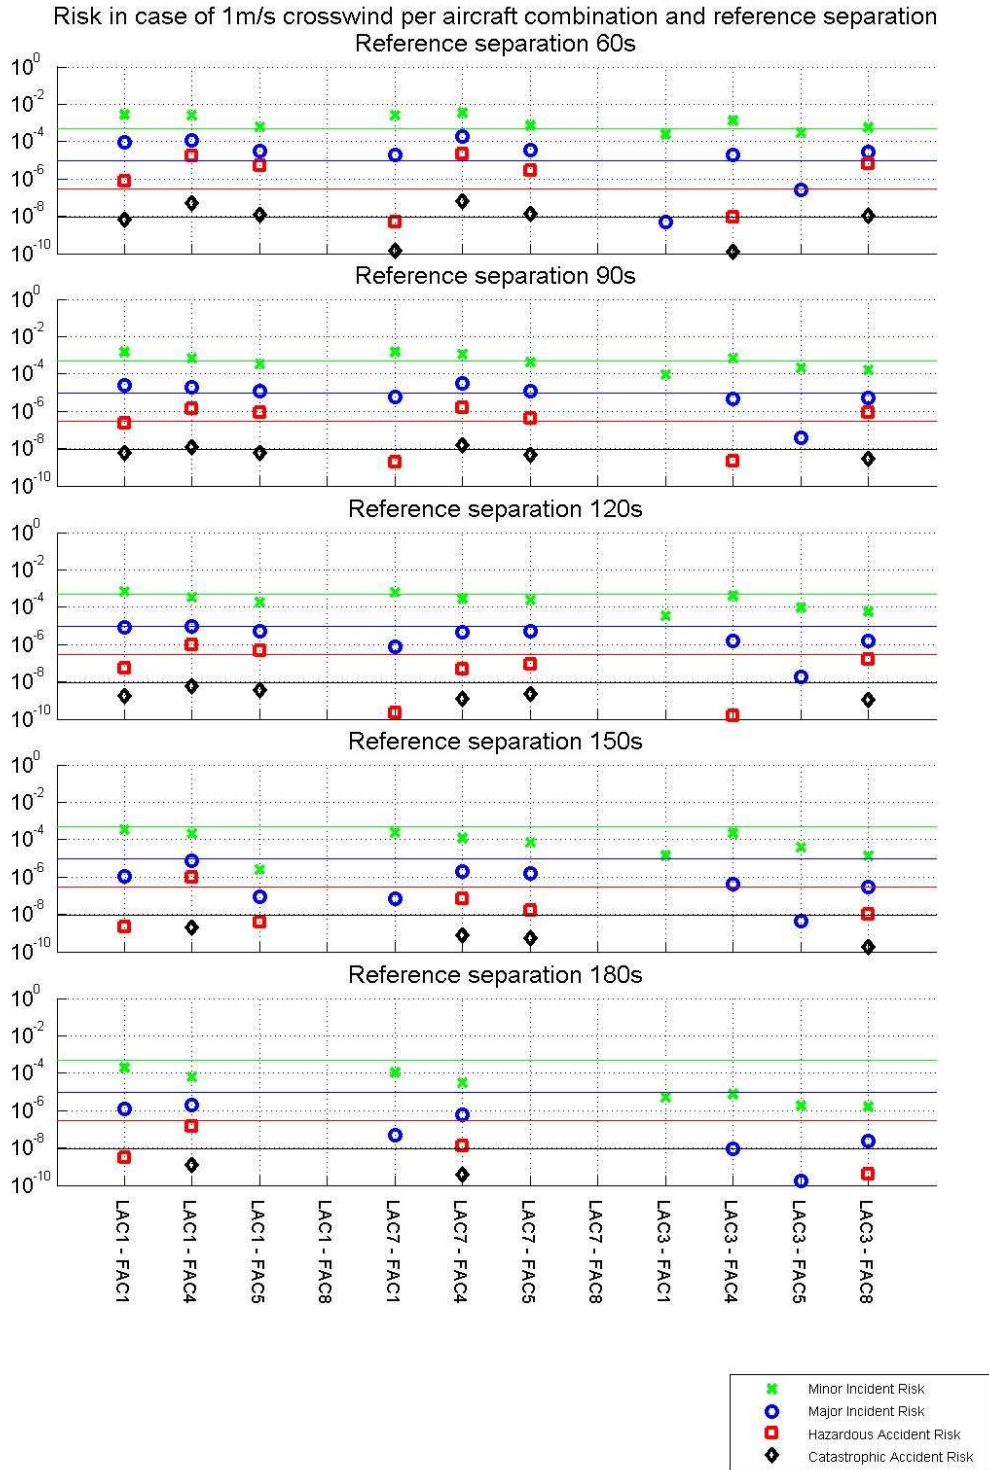 Risk in case of 1m/s crosswind per aircraft combination and reference separation
Reference separation 60s
10^0
10^-2
10^-4
10^-6
10^-8
10^-10
Reference separation 90s
10^0
10^-2
10^-4
10^-6
10^-8
10^-10
Reference separation 120s
10^0
10^-2
10^-4
10^-6
10^-8
10^-10
Reference separation 150s
10^0
10^-2
10^-4
10^-6
10^-8
10^-10
Reference separation 180s
10^0
10^-2
10^-4
10^-6
10^-8
10^-10
LAC1 - FAC1
LAC1 - FAC4
LAC1 - FAC5
LAC1 - FAC8
LAC7 - FAC1
LAC7 - FAC4
LAC7 - FAC5
LAC7 - FAC8
LAC3 - FAC1
LAC3 - FAC4
LAC3 - FAC5
LAC3 - FAC8
Minor Incident Risk
Major Incident Risk
Hazardous Accident Risk
Catastrophic Accident Risk